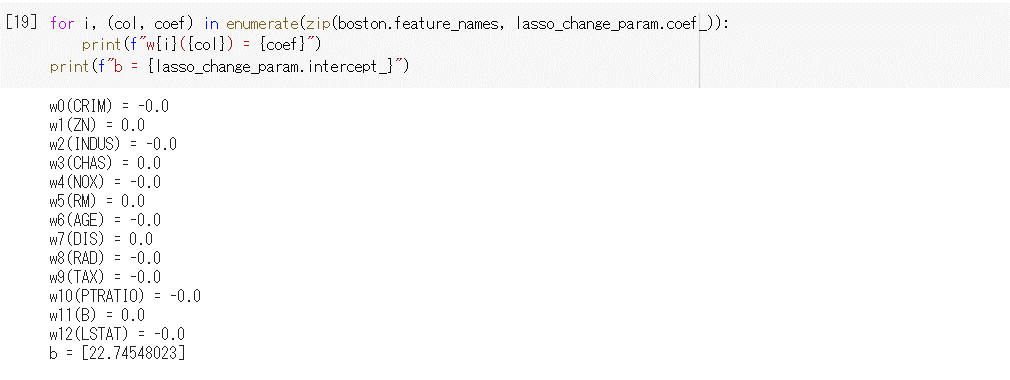 [19] for i, (col, coef) in enumerate(zip(boston.feature_names, lasso_change_param.coef_)):
    print(f"w{i}({col}) = {coef}")
print(f"b = {lasso_change_param.intercept_}")
w0(CRIM) = -0.0
w1(ZN) = 0.0
w2(INDUS) = -0.0
w3(CHAS) = 0.0
w4(NOX) = -0.0
w5(RM) = 0.0
w6(AGE) = -0.0
w7(DIS) = 0.0
w8(RAD) = -0.0
w9(TAX) = -0.0
w10(PTRATIO) = -0.0
w11(B) = 0.0
w12(LSTAT) = -0.0
b = [22.74548023]